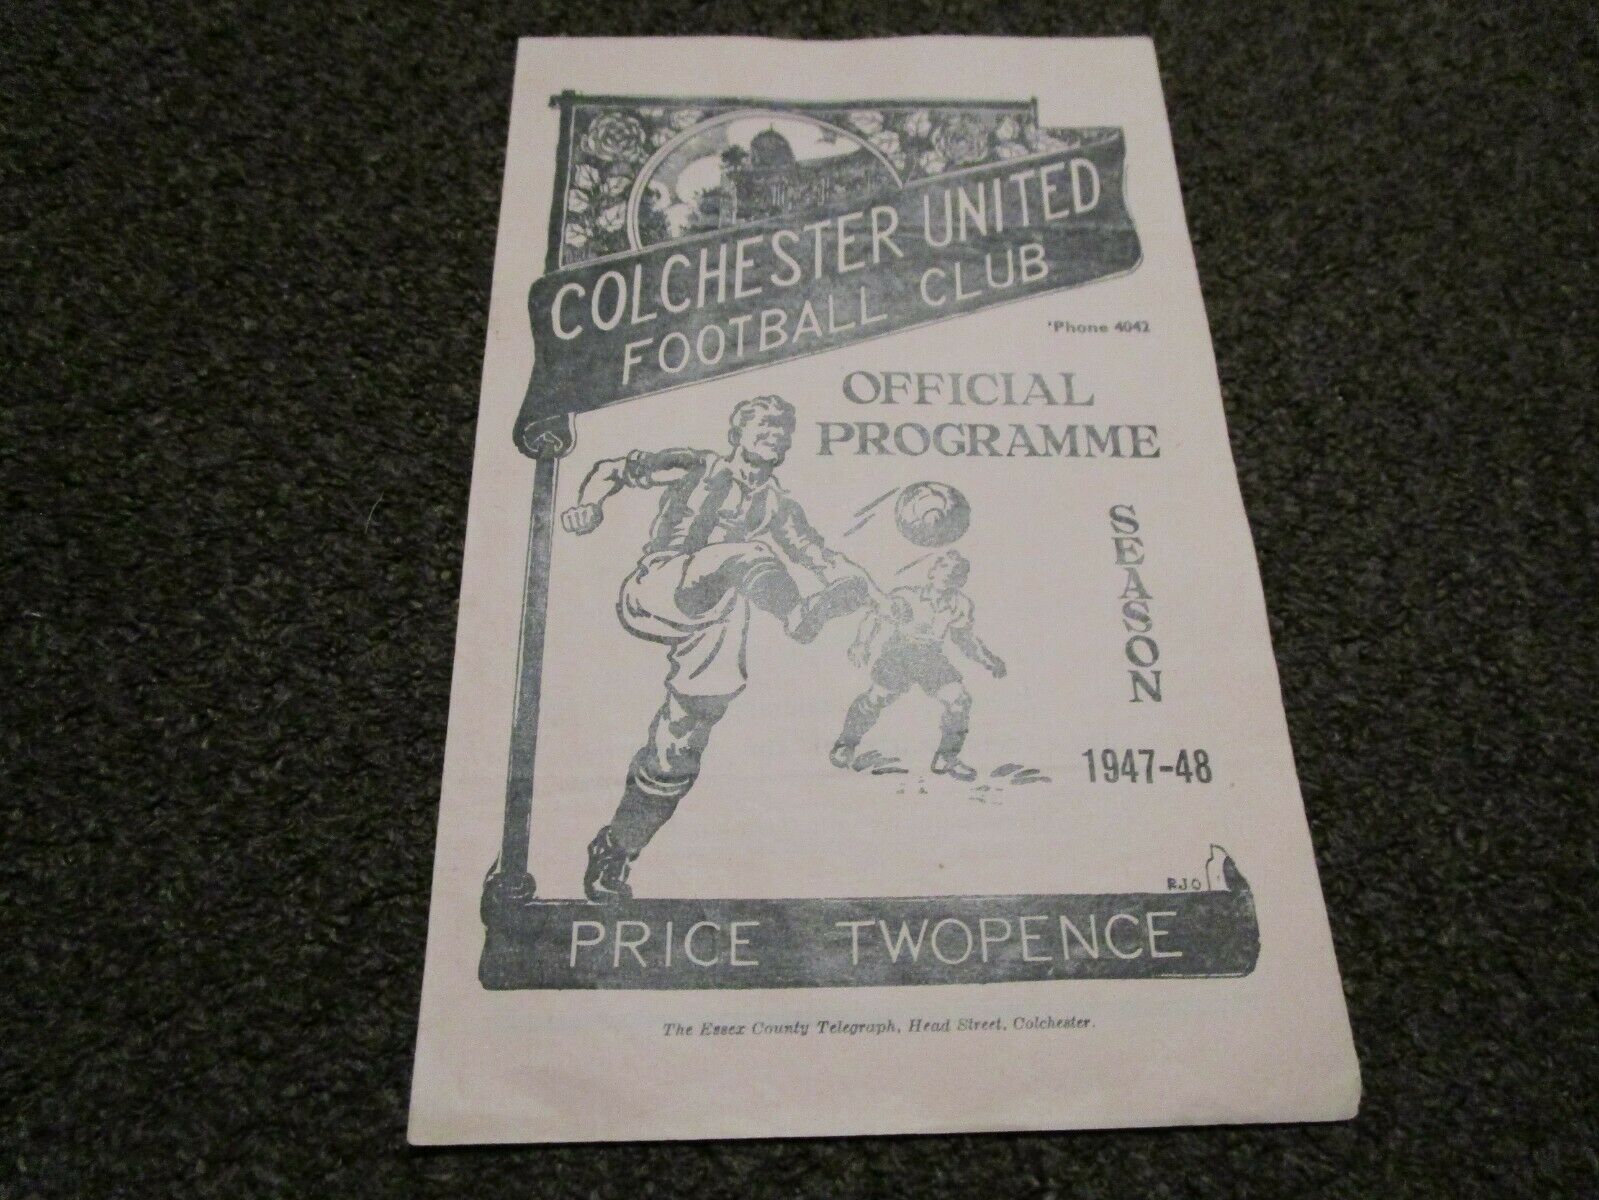 COLCHESTER UNITED
FOOTBALL CLUB
'Phone 4042
OFFICIAL
PROGRAMME
SEASON
1947-48
RJO
PRICE TWOPENCE
The Essex County Telegraph, Head Street, Colchester.